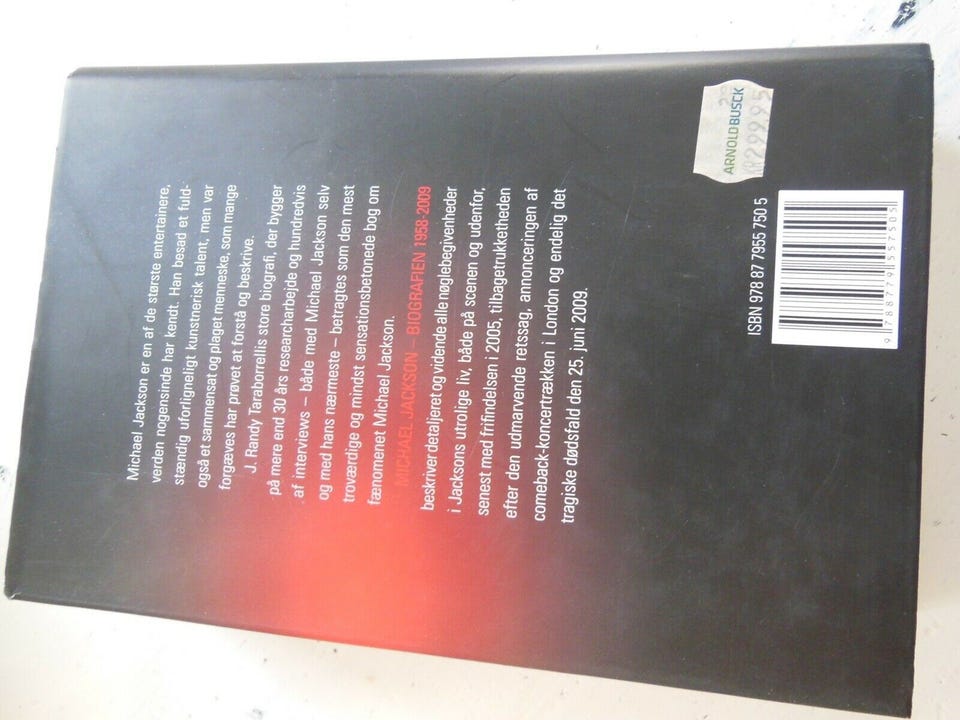 Michael Jackson er en af de største entertainere,
verden nogensinde har kendt. Han besad et fuld-
stændig uforligneligt kunstnerisk talent, men var
også et sammensat og plaget menneske, som mange
forgæves har prøvet at forstå og beskrive.
J. Randy Taraborrellis store biografi, der bygger
på mere end 30 års researcharbejde og hundredvis
af interviews – både med Michael Jackson selv
og med hans nærmeste – betragtes som den mest
troværdige og mindst sensationsbetonede bog om
fænomenet Michael Jackson.
MICHAEL JACKSON – BIOGRAFIEN 1958-2009
beskriver detaljeret og vidende alle nøglebegivenheder
i Jacksons utrolige liv, både på scenen og udenfor,
senest med frifindelsen i 2005, tilbagetrukketheden
efter den udmarvende retssag, annonceringen af
comeback-koncertrækken i London og endelig det
tragiske dødsfald den 25. juni 2009.
ARNOLD BUSCK
KR299.95
ISBN 978 87 7955 750 5
9 788779 557505